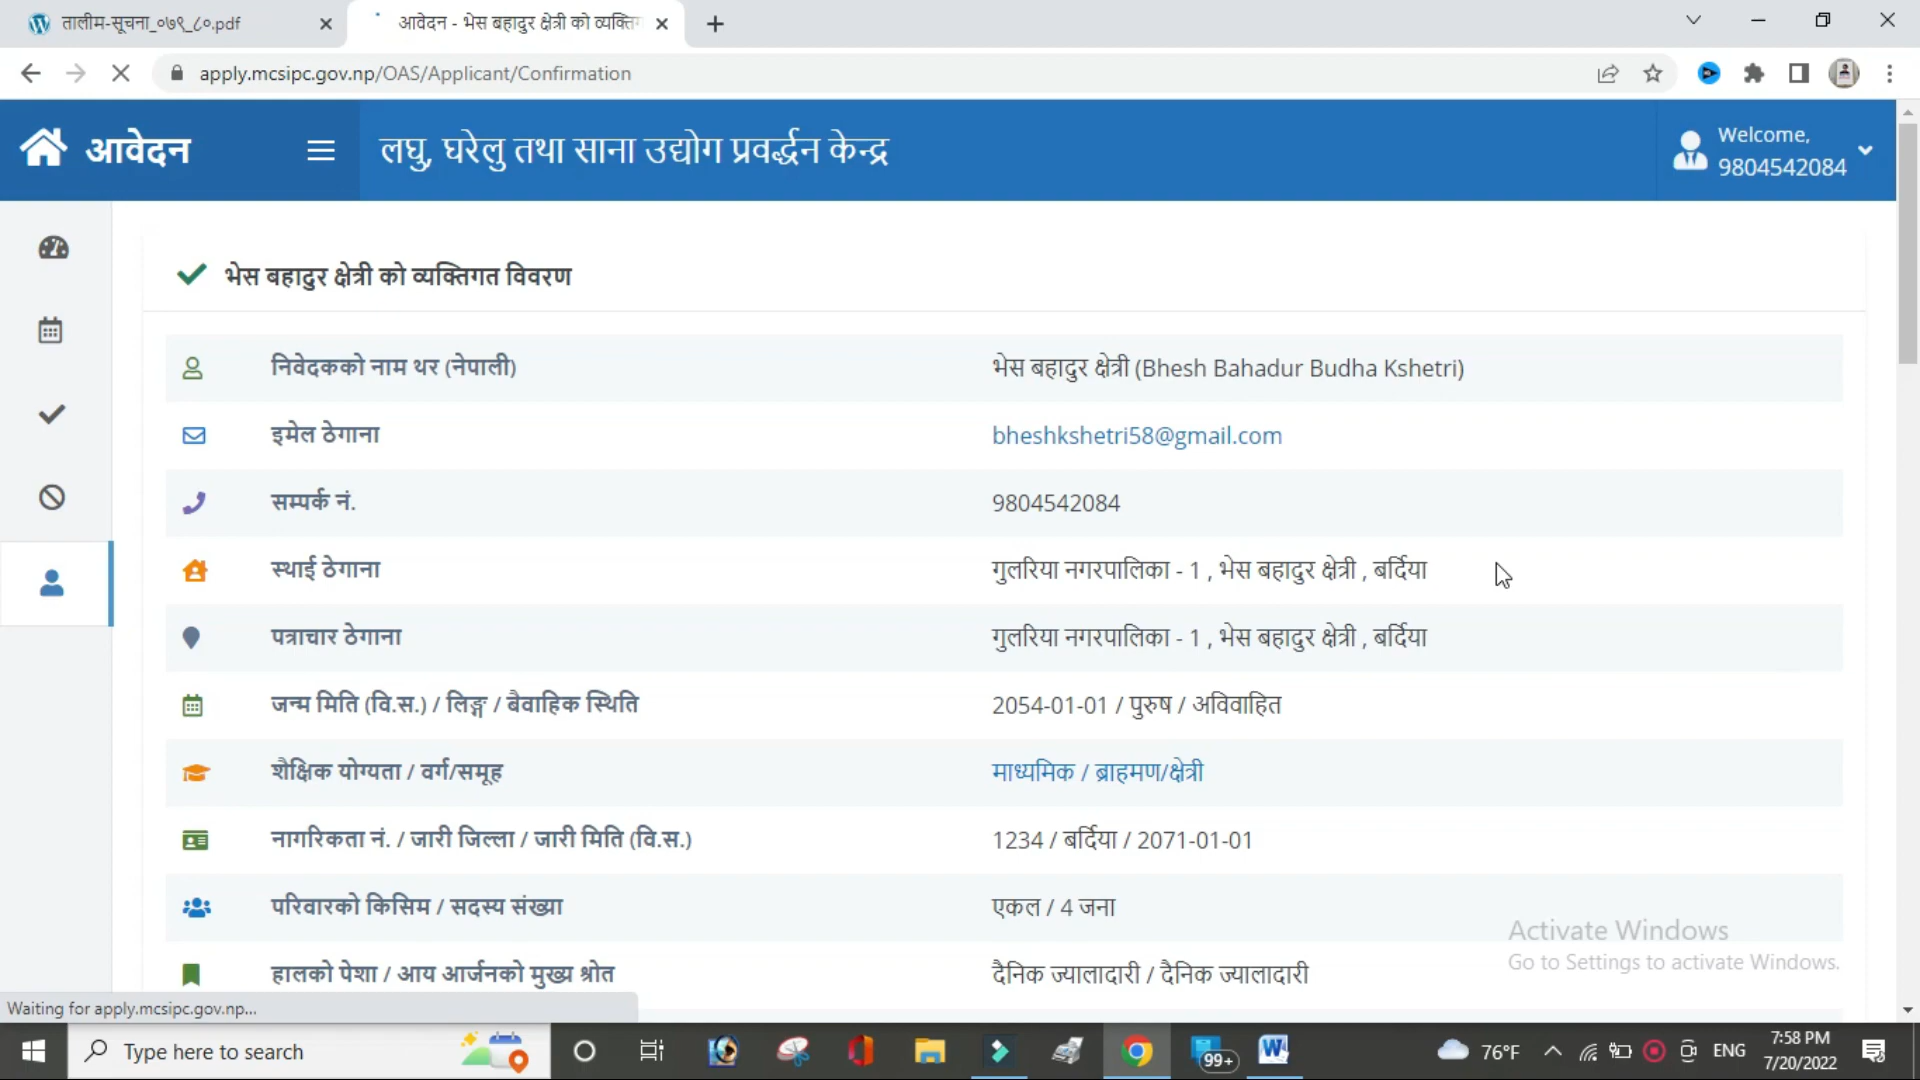 तालीम-सूचना_०७९_८०.pdf
आवेदन - भेस बहादुर क्षेत्री को व्यक्तिग
apply.mcsipc.gov.np/OAS/Applicant/Confirmation
आवेदन
लघु, घरेलु तथा साना उद्योग प्रवर्द्धन केन्द्र
Welcome,
9804542084
भेस बहादुर क्षेत्री को व्यक्तिगत विवरण
निवेदकको नाम थर (नेपाली) भेस बहादुर क्षेत्री (Bhesh Bahadur Budha Kshetri)
इमेल ठेगाना bheshkshetri58@gmail.com
सम्पर्क नं. 9804542084
स्थाई ठेगाना गुलरिया नगरपालिका - 1 , भेस बहादुर क्षेत्री , बर्दिया
पत्राचार ठेगाना गुलरिया नगरपालिका - 1 , भेस बहादुर क्षेत्री , बर्दिया
जन्म मिति (वि.स.) / लिङ्ग / बैवाहिक स्थिति 2054-01-01 / पुरुष / अविवाहित
शैक्षिक योग्यता / वर्ग/समूह माध्यमिक / ब्राहमण/क्षेत्री
नागरिकता नं. / जारी जिल्ला / जारी मिति (वि.स.) 1234 / बर्दिया / 2071-01-01
परिवारको किसिम / सदस्य संख्या एकल / 4 जना
हालको पेशा / आय आर्जनको मुख्य श्रोत दैनिक ज्यालादारी / दैनिक ज्यालादारी
Activate Windows
Go to Settings to activate Windows.
Waiting for apply.mcsipc.gov.np...
Type here to search
99+
76°F
ENG
7:58 PM
7/20/2022